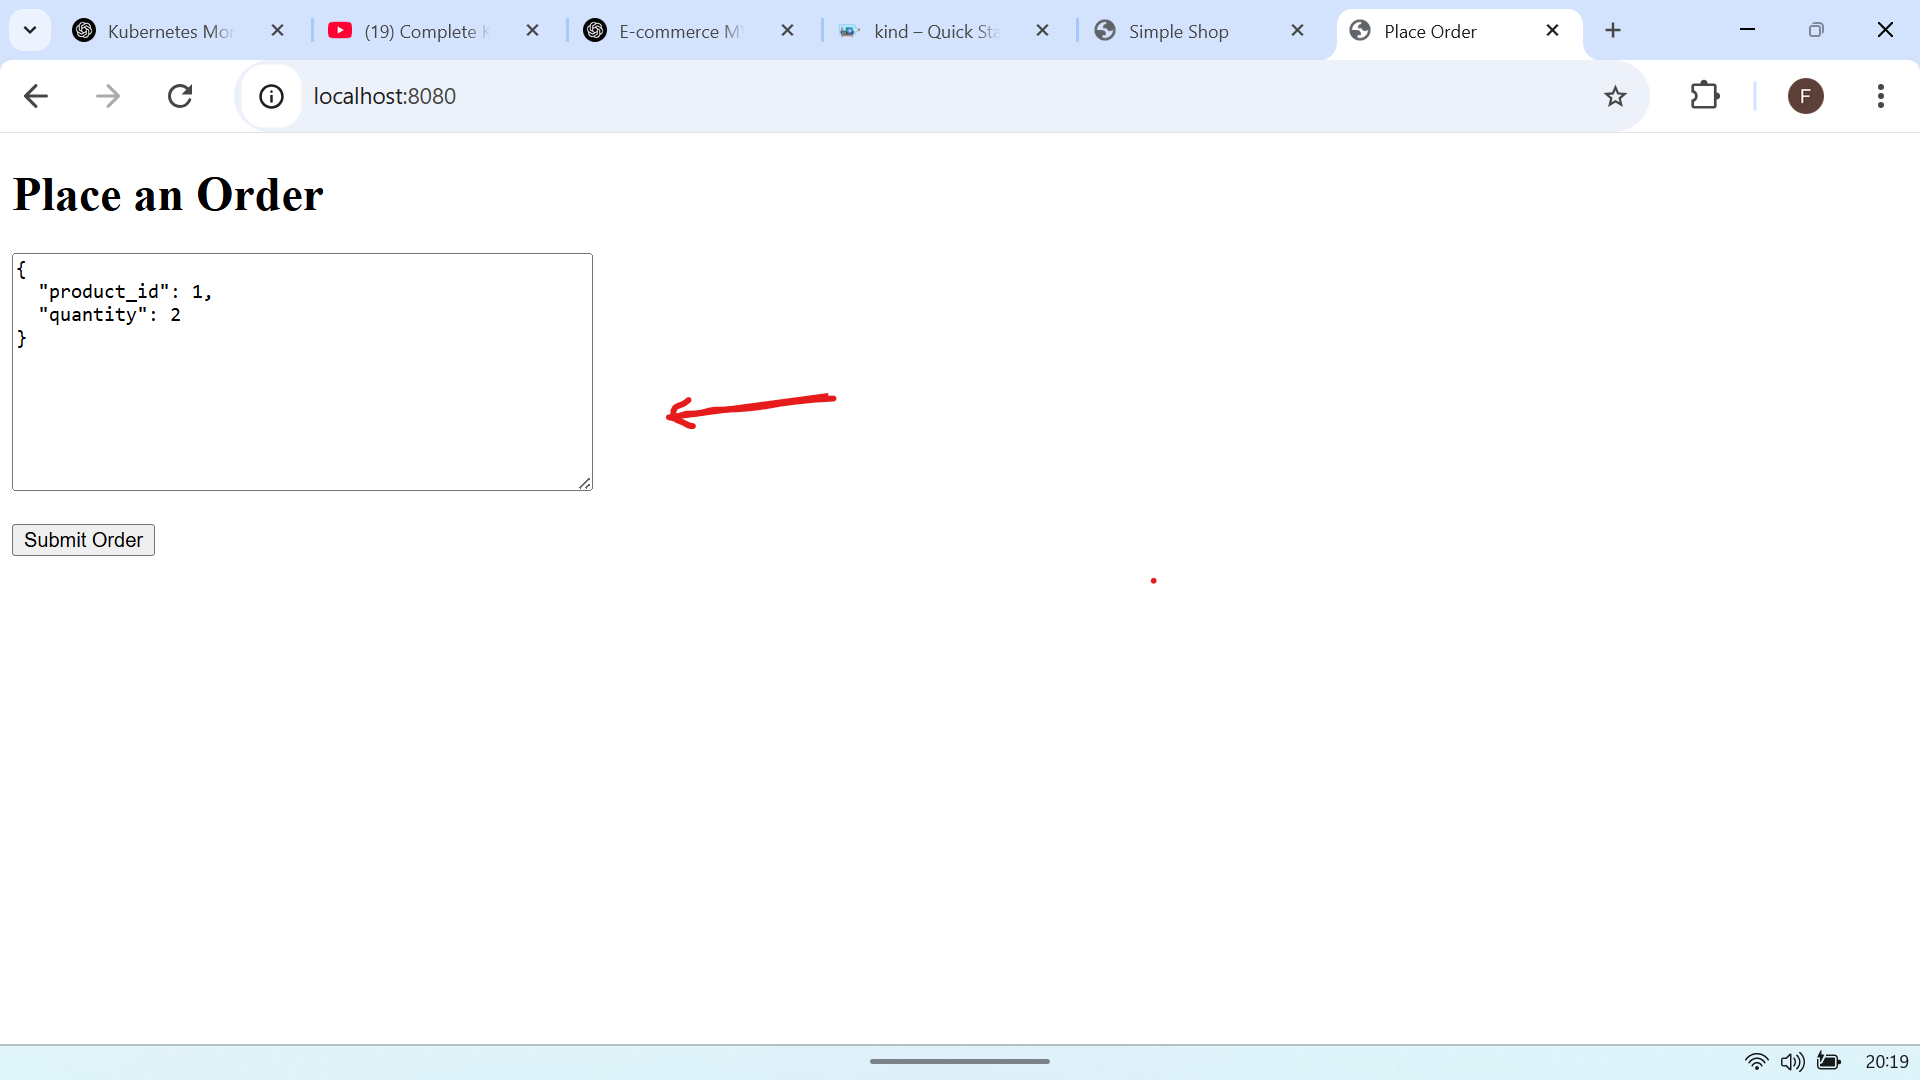 Kubernetes Mor
(19) Complete K
E-commerce M
kind – Quick Sta
Simple Shop
Place Order
localhost:8080
F
Place an Order
{
"product_id": 1,
"quantity": 2
}
Submit Order
20:19